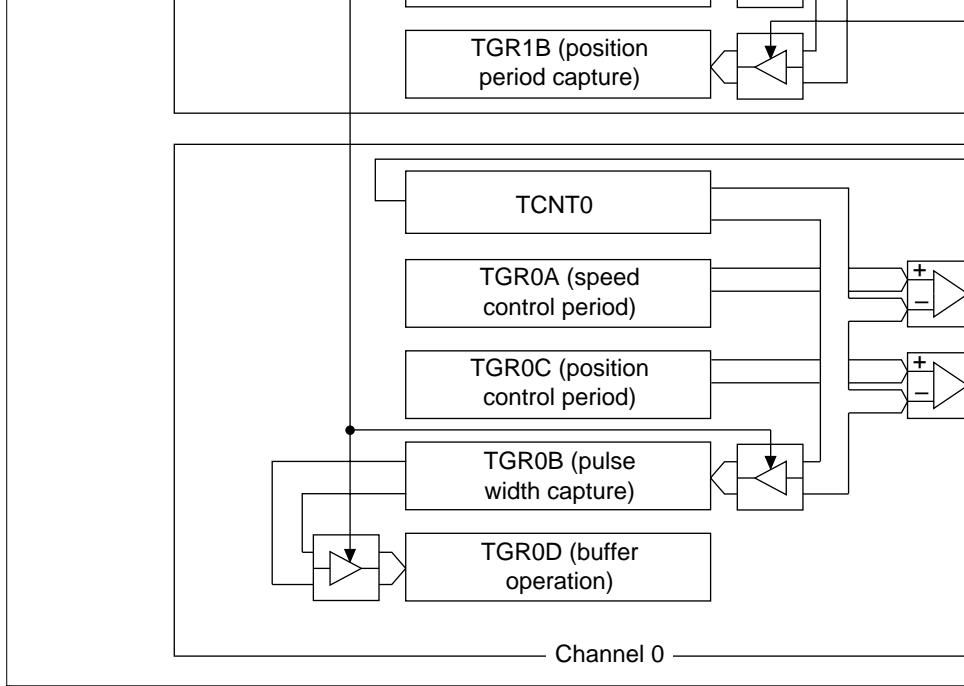 TGR1B (position
period capture)
TCNT0
TGR0A (speed
control period)
+
−
TGR0C (position
control period)
+
−
TGR0B (pulse
width capture)
TGR0D (buffer
operation)
Channel 0